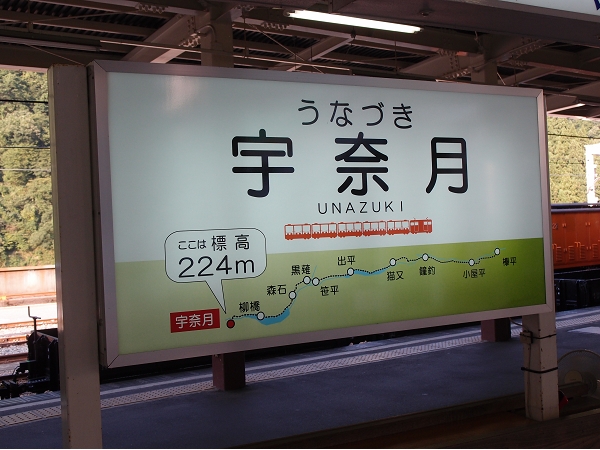 うなづき
宇奈月
UNAZUKI
ここは 標高
224m
宇奈月
柳橋
森石
黒薙
笹平
出平
猫又
鐘釣
小屋平
欅平